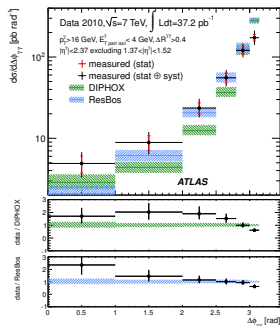 dσ/dΔφγγ [pb rad⁻¹]
Data 2010, √s=7 TeV, ∫ Ldt=37.2 pb⁻¹
p_T^γ>16 GeV, E_T^iso(part) < 4 GeV, ΔR^γγ>0.4
|η^γ|<2.37 excluding 1.37<|η^γ|<1.52
measured (stat)
measured (stat ⊕ syst)
DIPHOX
ResBos
10²
10
ATLAS
data / DIPHOX
3
2
1
0
data / ResBos
3
2
1
0
0 0.5 1 1.5 2 2.5 3 3.5
Δφγγ [rad]